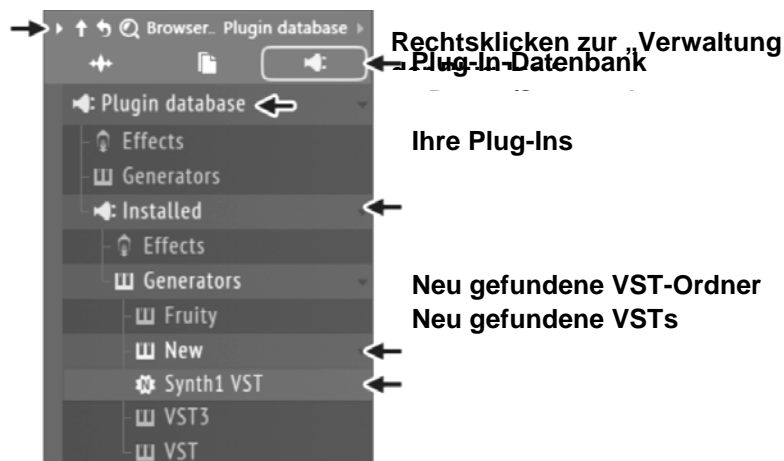 Browser.. Plugin database
Rechtsklicken zur „Verwaltung
Plug-In-Datenbank
Plugin database
Effects
Ihre Plug-Ins
Generators
Installed
Effects
Generators
Neu gefundene VST-Ordner
Fruity
Neu gefundene VSTs
New
Synth1 VST
VST3
VST